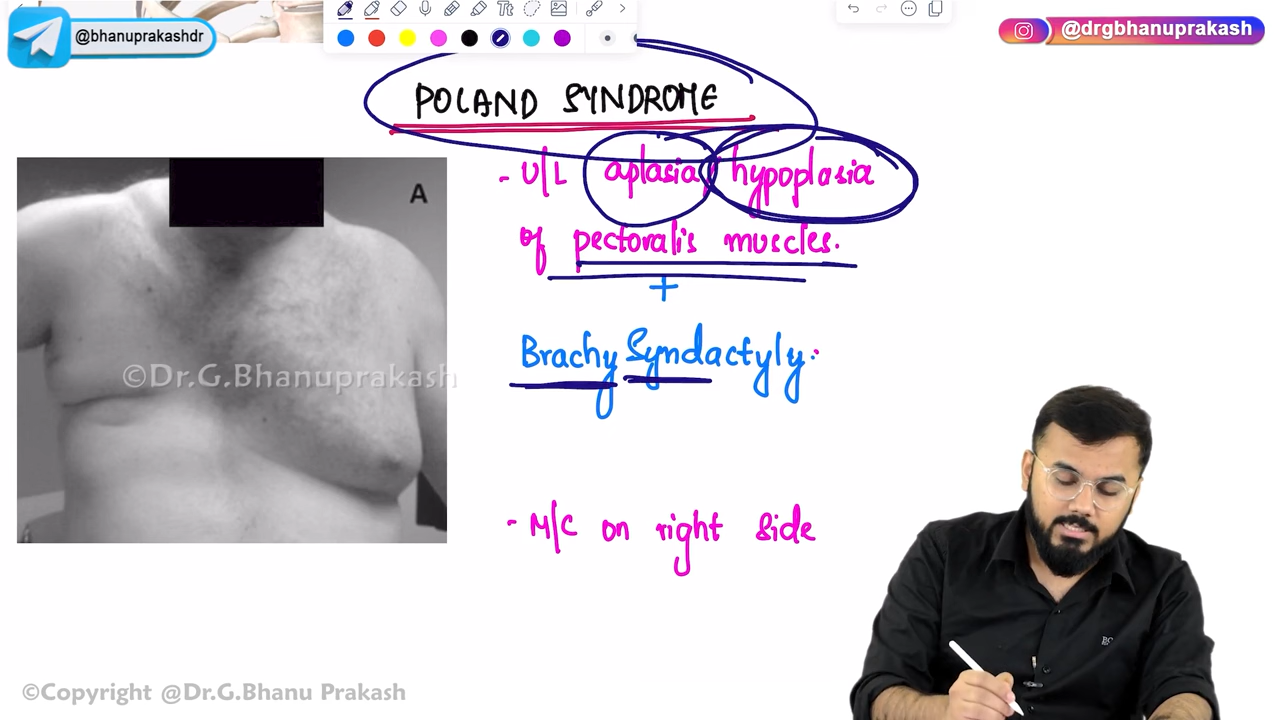 @bhanuprakashdr
@drgbhanuprakash
Tt
POLAND SYNDROME
- U/L aplasia/hypoplasia
of pectoralis muscles.
+
Brachy Syndactyly.
- M/C on right side
A
©Dr.G.Bhanuprakash
©Copyright @Dr.G.Bhanu Prakash